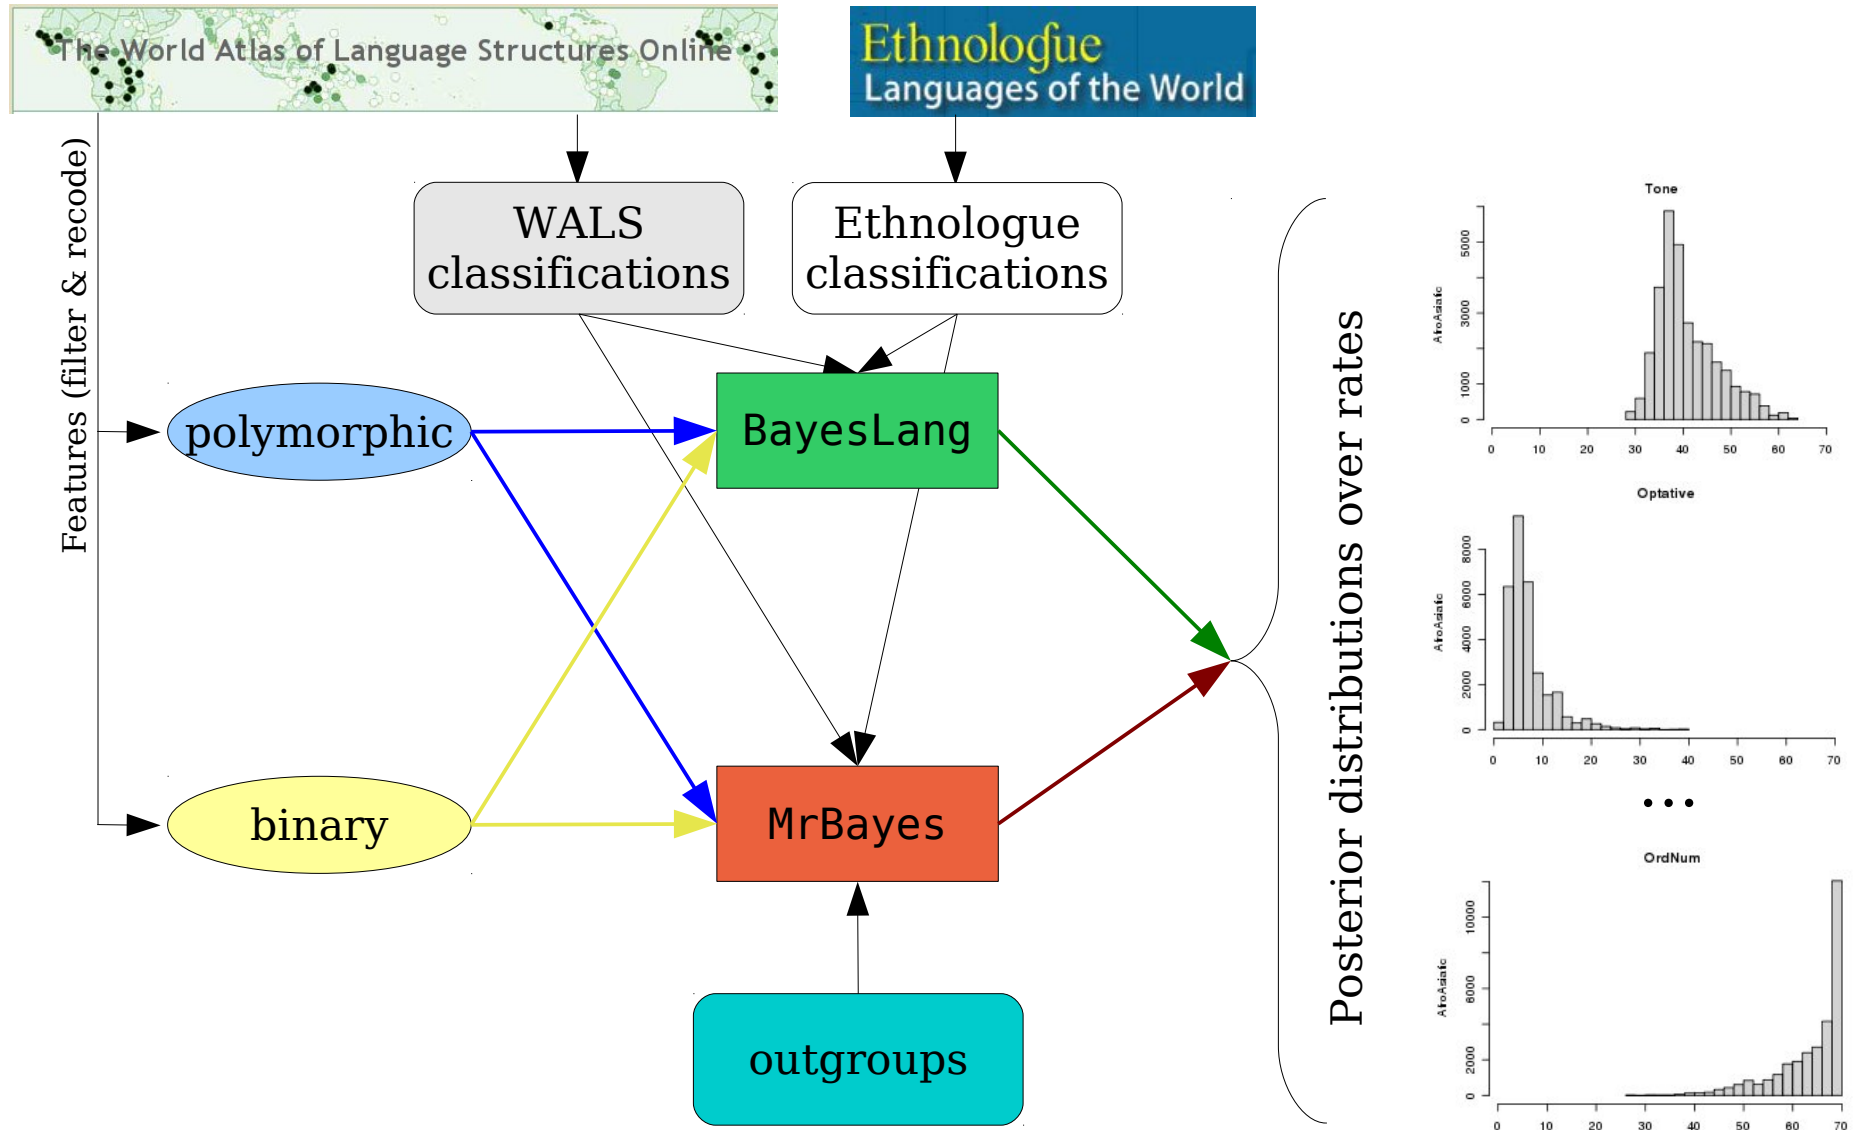 The World Atlas of Language Structures Online
Ethnologue
Languages of the World
Features (filter & recode)
WALS
classifications
Ethnologue
classifications
polymorphic
BayesLang
binary
MrBayes
outgroups
Posterior distributions over rates
Tone
AfroAsiatic
0 1000 3000 5000
0 10 20 30 40 50 60 70
Optative
AfroAsiatic
0 2000 4000 6000 8000
0 10 20 30 40 50 60 70
...
OrdNum
AfroAsiatic
0 2000 6000 10000
0 10 20 30 40 50 60 70